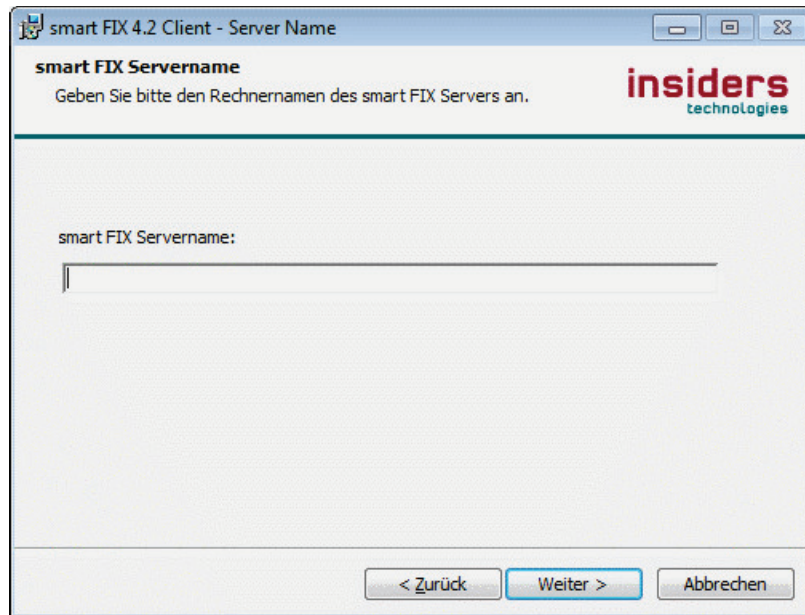 smart FIX 4.2 Client - Server Name
smart FIX Servername
Geben Sie bitte den Rechnernamen des smart FIX Servers an.
insiders
technologies
smart FIX Servername:
< Zurück Weiter > Abbrechen